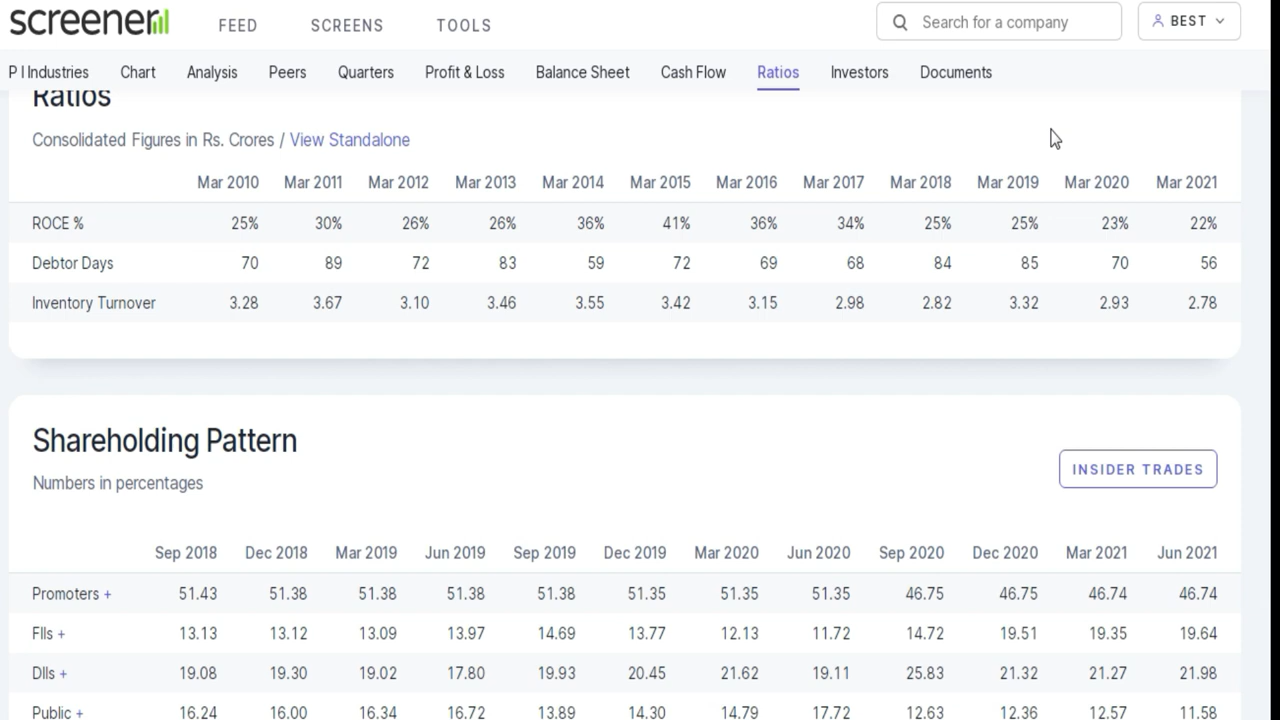 screener FEED SCREENS TOOLS Search for a company BEST
P I Industries Chart Analysis Peers Quarters Profit & Loss Balance Sheet Cash Flow Ratios Investors Documents
Ratios
Consolidated Figures in Rs. Crores / View Standalone
Mar 2010 Mar 2011 Mar 2012 Mar 2013 Mar 2014 Mar 2015 Mar 2016 Mar 2017 Mar 2018 Mar 2019 Mar 2020 Mar 2021
ROCE % 25% 30% 26% 26% 36% 41% 36% 34% 25% 25% 23% 22%
Debtor Days 70 89 72 83 59 72 69 68 84 85 70 56
Inventory Turnover 3.28 3.67 3.10 3.46 3.55 3.42 3.15 2.98 2.82 3.32 2.93 2.78
Shareholding Pattern
INSIDER TRADES
Numbers in percentages
Sep 2018 Dec 2018 Mar 2019 Jun 2019 Sep 2019 Dec 2019 Mar 2020 Jun 2020 Sep 2020 Dec 2020 Mar 2021 Jun 2021
Promoters + 51.43 51.38 51.38 51.38 51.38 51.35 51.35 51.35 46.75 46.75 46.74 46.74
FIIs + 13.13 13.12 13.09 13.97 14.69 13.77 12.13 11.72 14.72 19.51 19.35 19.64
DIIs + 19.08 19.30 19.02 17.80 19.93 20.45 21.62 19.11 25.83 21.32 21.27 21.98
Public + 16.24 16.00 16.34 16.72 13.89 14.30 14.79 17.72 12.63 12.36 12.57 11.58